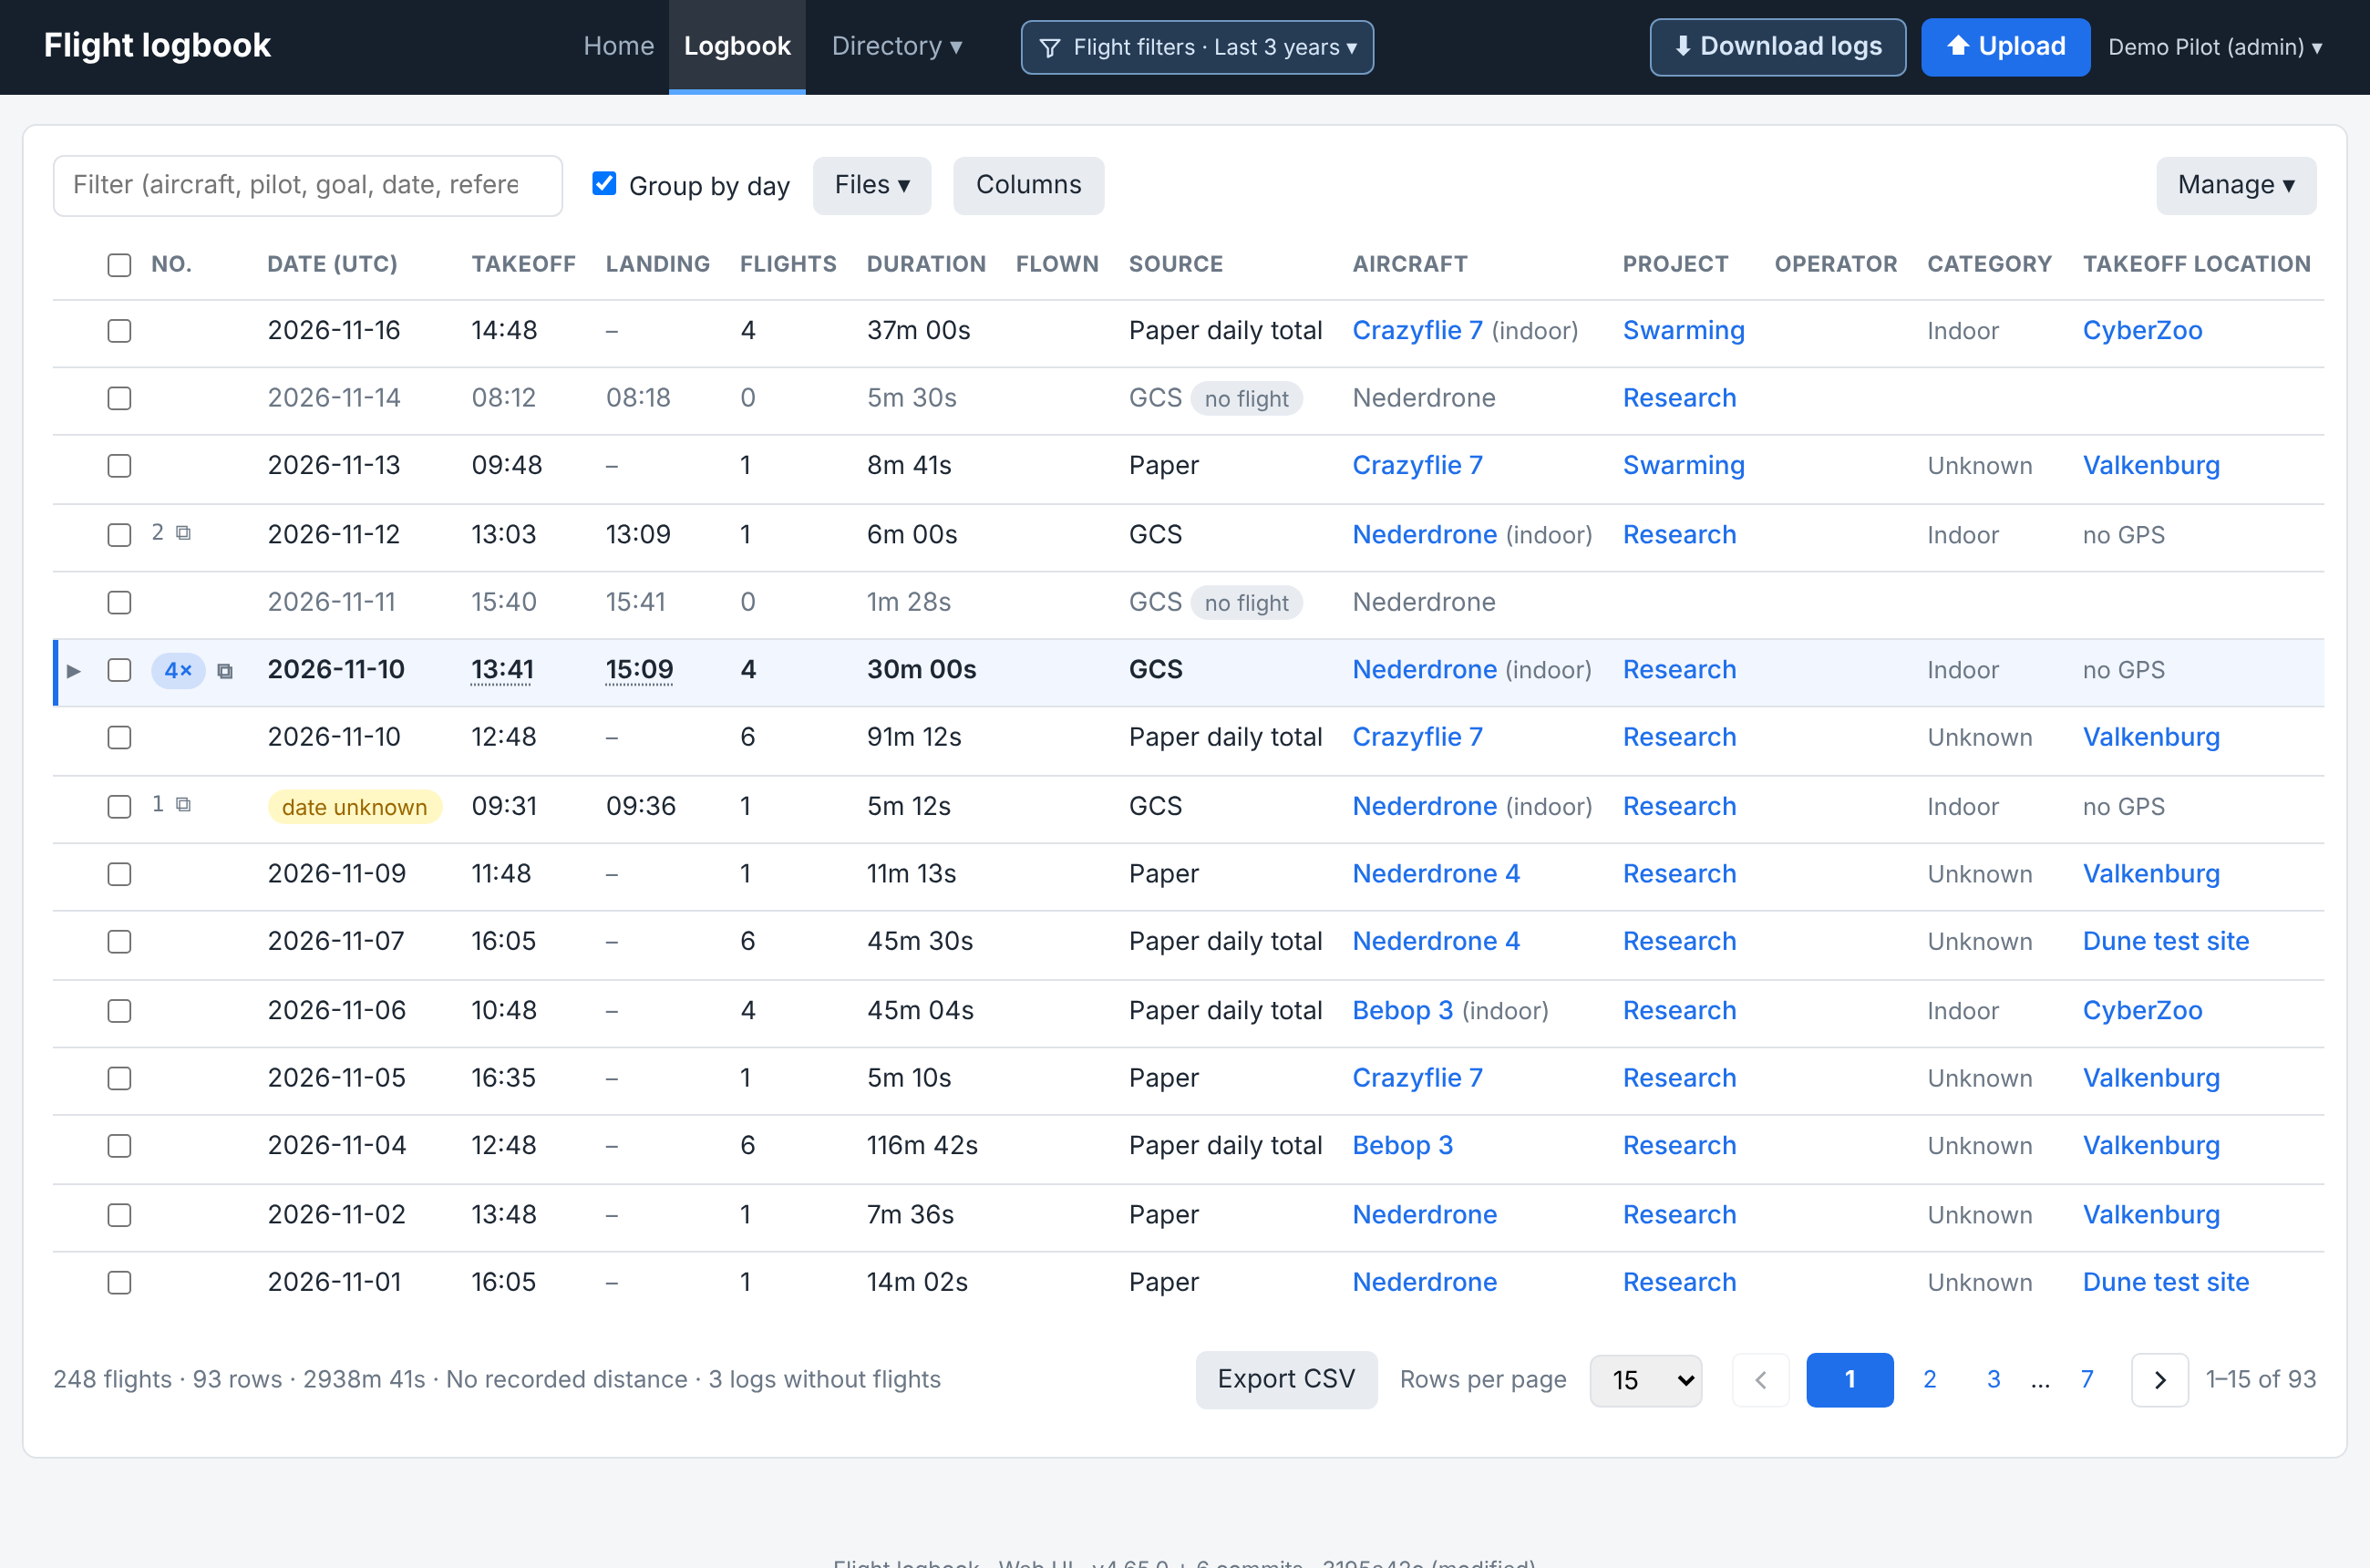 Flight logbook Home Logbook Directory ▾ Flight filters · Last 3 years ▾ ⬇ Download logs ⬆ Upload Demo Pilot (admin) ▾
Filter (aircraft, pilot, goal, date, refere Group by day Files ▾ Columns Manage ▾
NO. DATE (UTC) TAKEOFF LANDING FLIGHTS DURATION FLOWN SOURCE AIRCRAFT PROJECT OPERATOR CATEGORY TAKEOFF LOCATION
2026-11-16 14:48 – 4 37m 00s Paper daily total Crazyflie 7 (indoor) Swarming Indoor CyberZoo
2026-11-14 08:12 08:18 0 5m 30s GCS no flight Nederdrone Research
2026-11-13 09:48 – 1 8m 41s Paper Crazyflie 7 Swarming Unknown Valkenburg
2 ⧉ 2026-11-12 13:03 13:09 1 6m 00s GCS Nederdrone (indoor) Research Indoor no GPS
2026-11-11 15:40 15:41 0 1m 28s GCS no flight Nederdrone
▶ 4× ⧉ 2026-11-10 13:41 15:09 4 30m 00s GCS Nederdrone (indoor) Research Indoor no GPS
2026-11-10 12:48 – 6 91m 12s Paper daily total Crazyflie 7 Research Unknown Valkenburg
1 ⧉ date unknown 09:31 09:36 1 5m 12s GCS Nederdrone (indoor) Research Indoor no GPS
2026-11-09 11:48 – 1 11m 13s Paper Nederdrone 4 Research Unknown Valkenburg
2026-11-07 16:05 – 6 45m 30s Paper daily total Nederdrone 4 Research Unknown Dune test site
2026-11-06 10:48 – 4 45m 04s Paper daily total Bebop 3 (indoor) Research Indoor CyberZoo
2026-11-05 16:35 – 1 5m 10s Paper Crazyflie 7 Research Unknown Valkenburg
2026-11-04 12:48 – 6 116m 42s Paper daily total Bebop 3 Research Unknown Valkenburg
2026-11-02 13:48 – 1 7m 36s Paper Nederdrone Research Unknown Valkenburg
2026-11-01 16:05 – 1 14m 02s Paper Nederdrone Research Unknown Dune test site
248 flights · 93 rows · 2938m 41s · No recorded distance · 3 logs without flights Export CSV Rows per page 15 1 2 3 … 7 1–15 of 93
Flight logbook · Web UI · v4.65.0 + 6 commits · 3195e42c (modified)